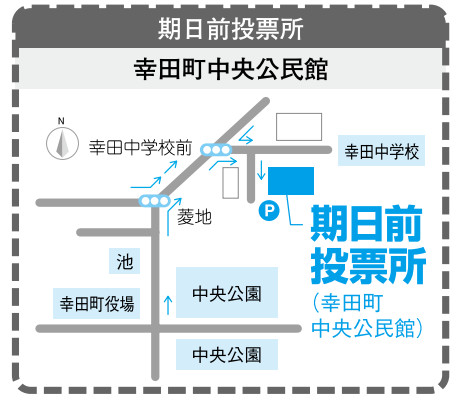 期日前投票所
幸田町中央公民館
N
幸田中学校前
幸田中学校
P
菱地
期日前
投票所
(幸田町
中央公民館)
池
幸田町役場
中央公園
中央公園